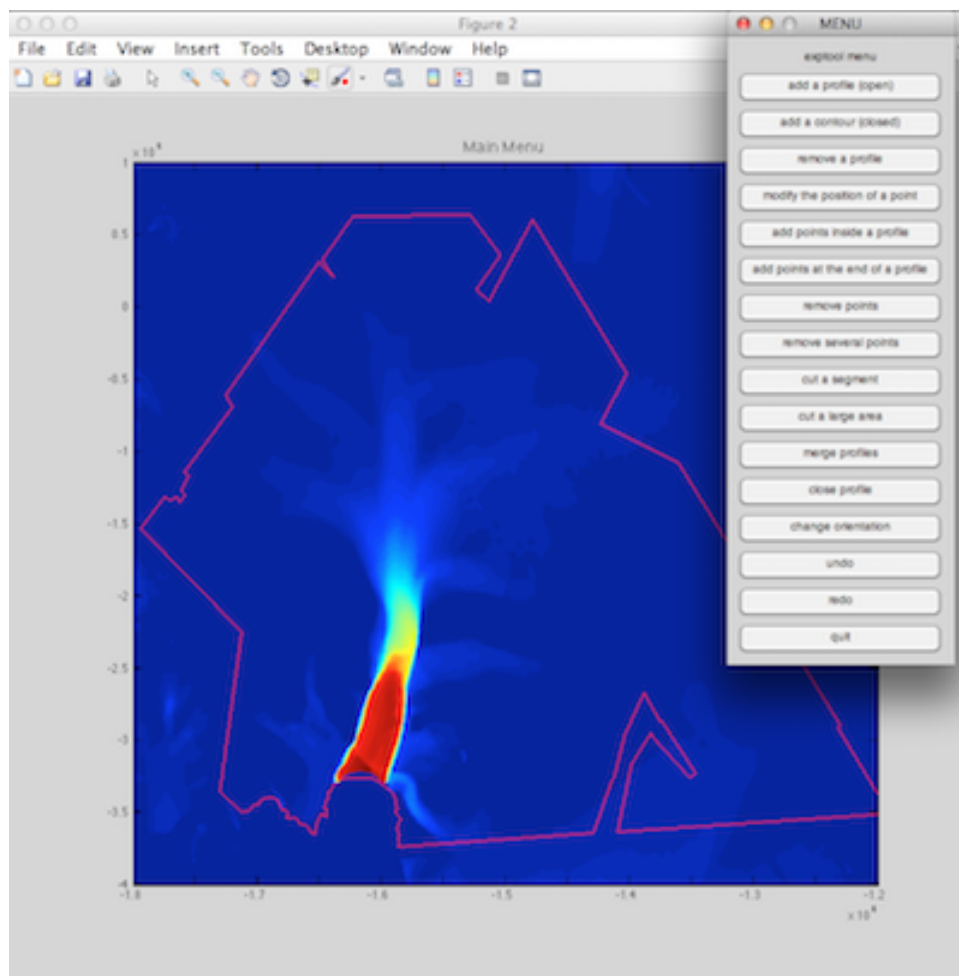 Figure 2
File Edit View Insert Tools Desktop Window Help
MENU
exptool menu
add a profile (open)
add a contour (closed)
remove a profile
modify the position of a point
add points inside a profile
add points at the end of a profile
remove points
remove several points
cut a segment
cut a large area
merge profiles
close profile
change orientation
undo
redo
quit
Main Menu
1
0.5
0
-0.5
-1
-1.5
-2
-2.5
-3
-3.5
-4
-1.8 -1.7 -1.6 -1.5 -1.4 -1.3 -1.2